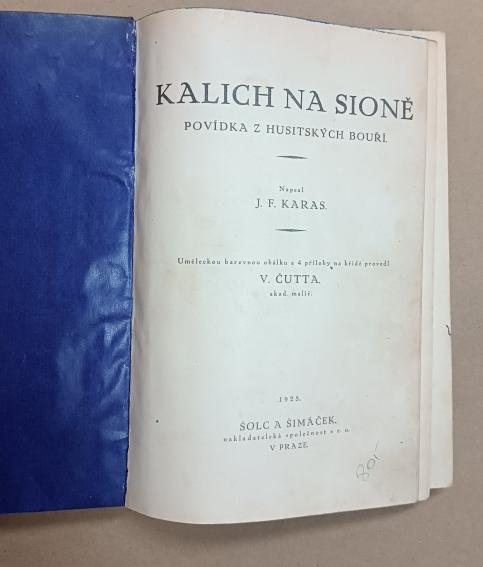 KALICH NA SIONĚ
POVÍDKA Z HUSITSKÝCH BOUŘÍ.
Napsal
J. F. KARAS.
Uměleckou barevnou obálku a 4 přílohy na křídě provedl
V. ČUTTA.
akad. malíř.
1925.
ŠOLC A ŠIMÁČEK,
nakladatelská společnost s r. o.
V PRAZE.